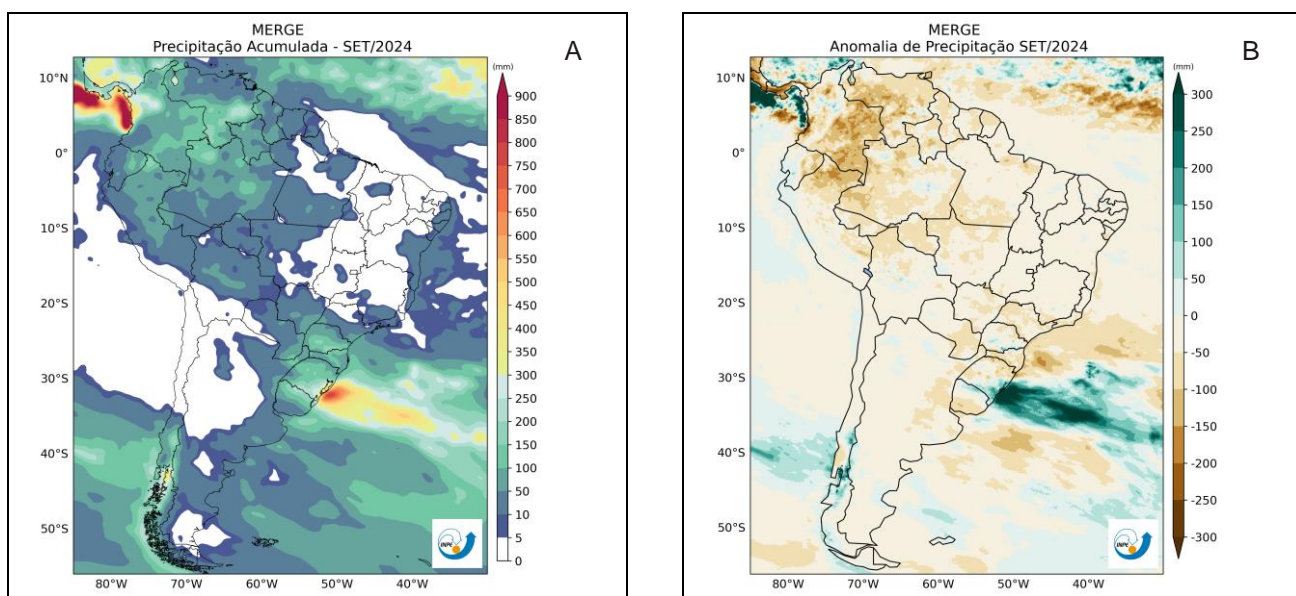 MERGE
Precipitação Acumulada - SET/2024
A
(mm)
10°N
0°
10°S
20°S
30°S
40°S
50°S
80°W
70°W
60°W
50°W
40°W
900
850
800
750
700
650
600
550
500
450
400
350
300
250
200
150
100
50
10
5
0
INPE
MERGE
Anomalia de Precipitação SET/2024
B
(mm)
10°N
0°
10°S
20°S
30°S
40°S
50°S
80°W
70°W
60°W
50°W
40°W
300
250
200
150
100
50
0
-50
-100
-150
-200
-250
-300
INPE